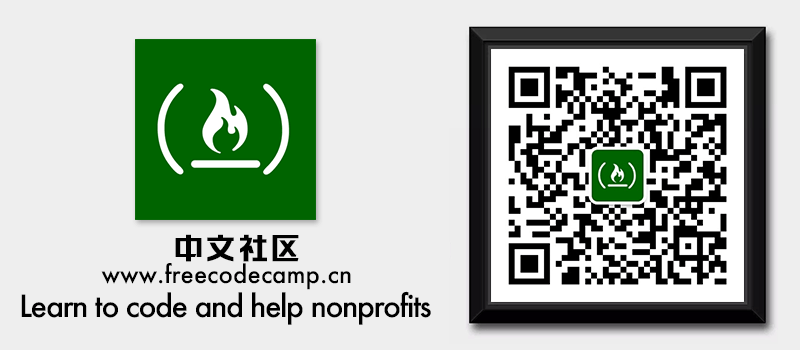 中文社区
www.freecodecamp.cn
Learn to code and help nonprofits